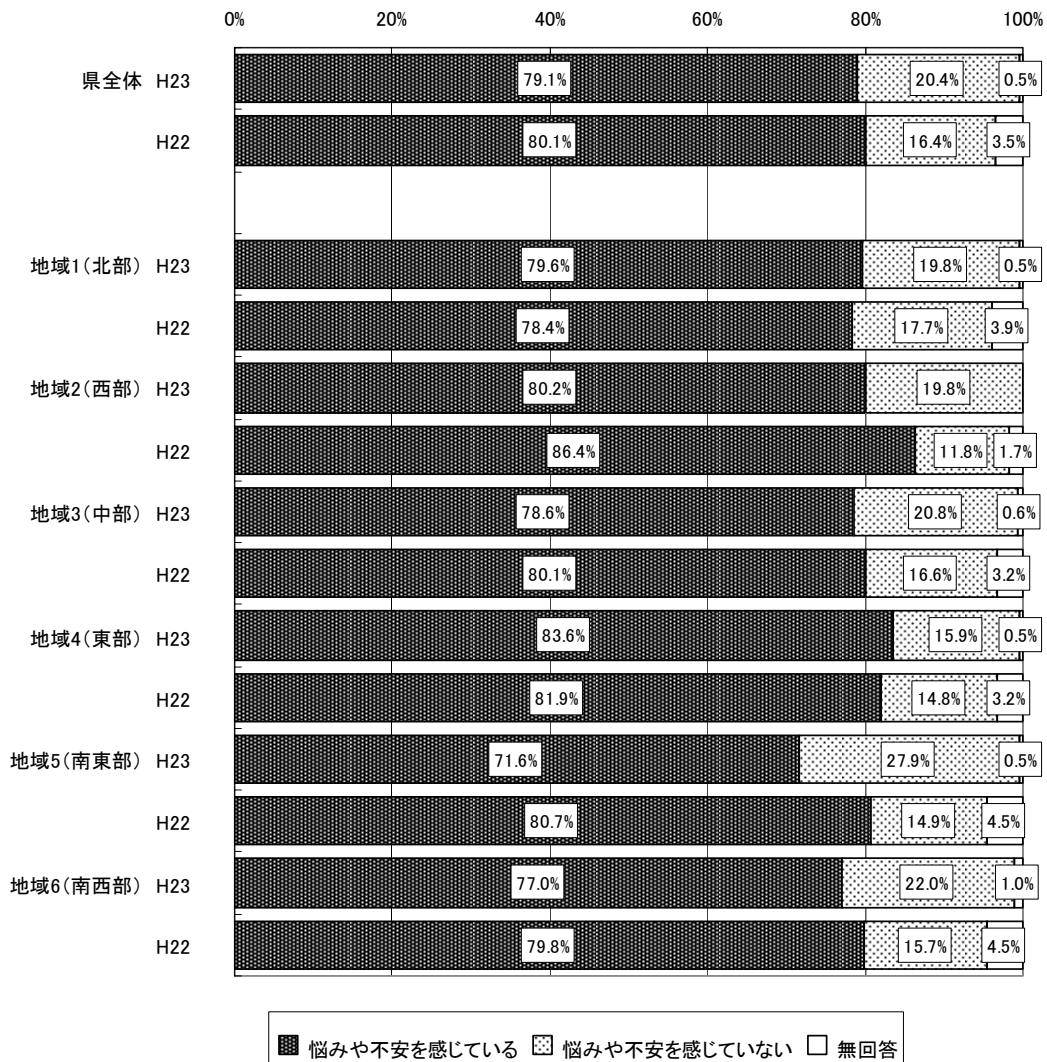 0% 20% 40% 60% 80% 100%
県全体 H23 79.1% 20.4% 0.5%
H22 80.1% 16.4% 3.5%
地域1(北部) H23 79.6% 19.8% 0.5%
H22 78.4% 17.7% 3.9%
地域2(西部) H23 80.2% 19.8%
H22 86.4% 11.8% 1.7%
地域3(中部) H23 78.6% 20.8% 0.6%
H22 80.1% 16.6% 3.2%
地域4(東部) H23 83.6% 15.9% 0.5%
H22 81.9% 14.8% 3.2%
地域5(南東部) H23 71.6% 27.9% 0.5%
H22 80.7% 14.9% 4.5%
地域6(南西部) H23 77.0% 22.0% 1.0%
H22 79.8% 15.7% 4.5%
悩みや不安を感じている 悩みや不安を感じていない 無回答